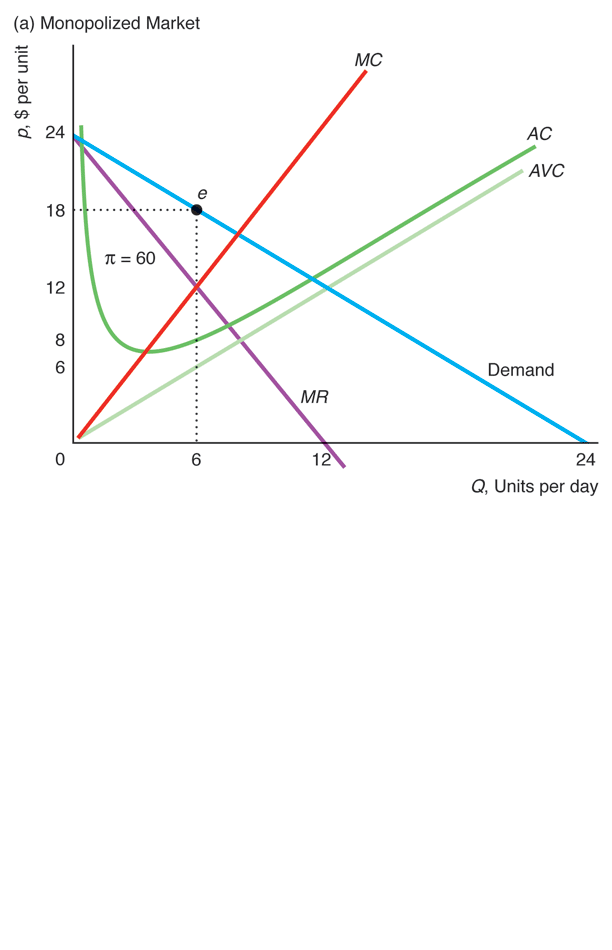 (a) Monopolized Market
p, $ per unit
MC
24
AC
AVC
e
18
π = 60
12
8
6
Demand
MR
0
6
12
24
Q, Units per day